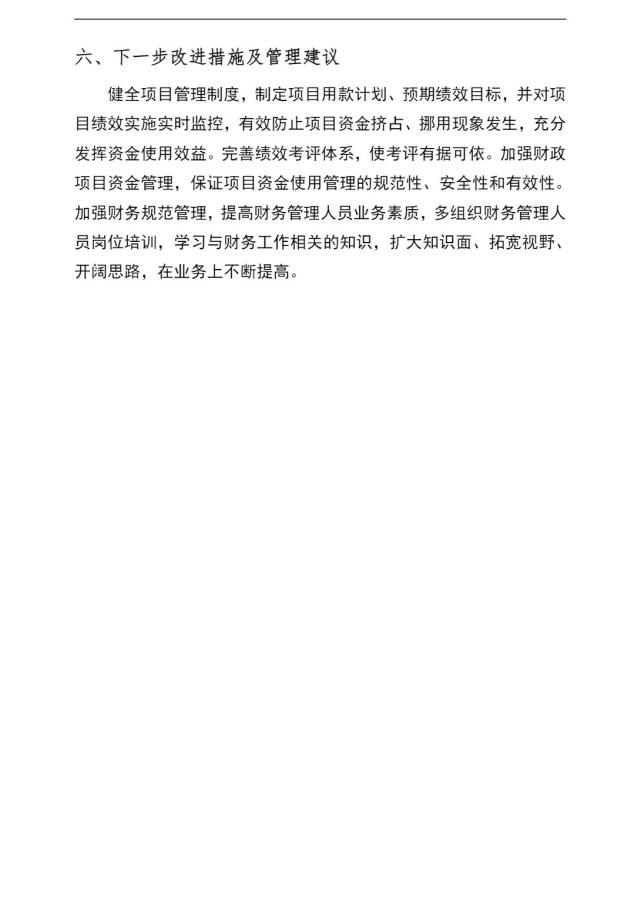 六、下一步改进措施及管理建议
健全项目管理制度，制定项目用款计划、预期绩效目标，并对项
目绩效实施实时监控，有效防止项目资金挤占、挪用现象发生，充分
发挥资金使用效益。完善绩效考评体系，使考评有据可依。加强财政
项目资金管理，保证项目资金使用管理的规范性、安全性和有效性。
加强财务规范管理，提高财务管理人员业务素质，多组织财务管理人
员岗位培训，学习与财务工作相关的知识，扩大知识面、拓宽视野、
开阔思路，在业务上不断提高。